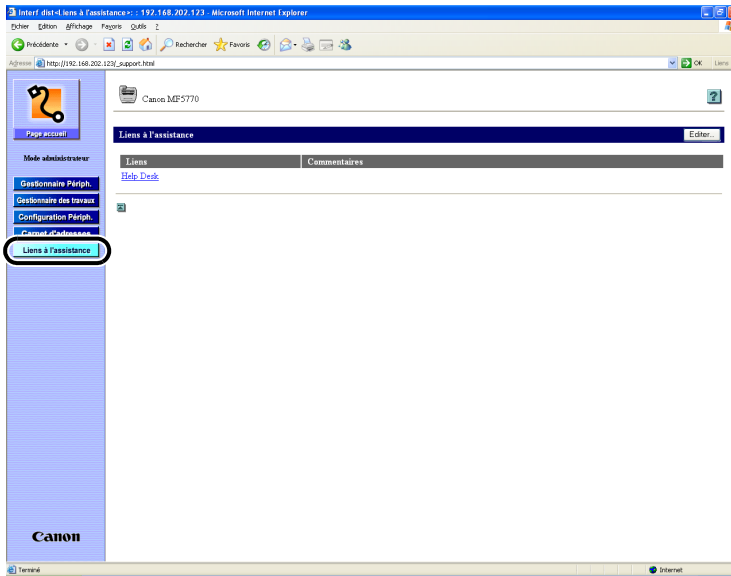 Interf dist<Liens à l'assistance>: : 192.168.202.123 - Microsoft Internet Explorer
Fichier Edition Affichage Favoris Outils ?
Précédente Rechercher Favoris
Adresse http://192.168.202.123/_support.html OK Liens
Canon MF5770
?
Page accueil
Liens à l'assistance Editer...
Mode administrateur
Liens Commentaires
Help Desk
Gestionnaire Périph.
Gestionnaire des travaux
Configuration Périph.
Carnet d'adresses
Liens à l'assistance
Canon
Terminé Internet